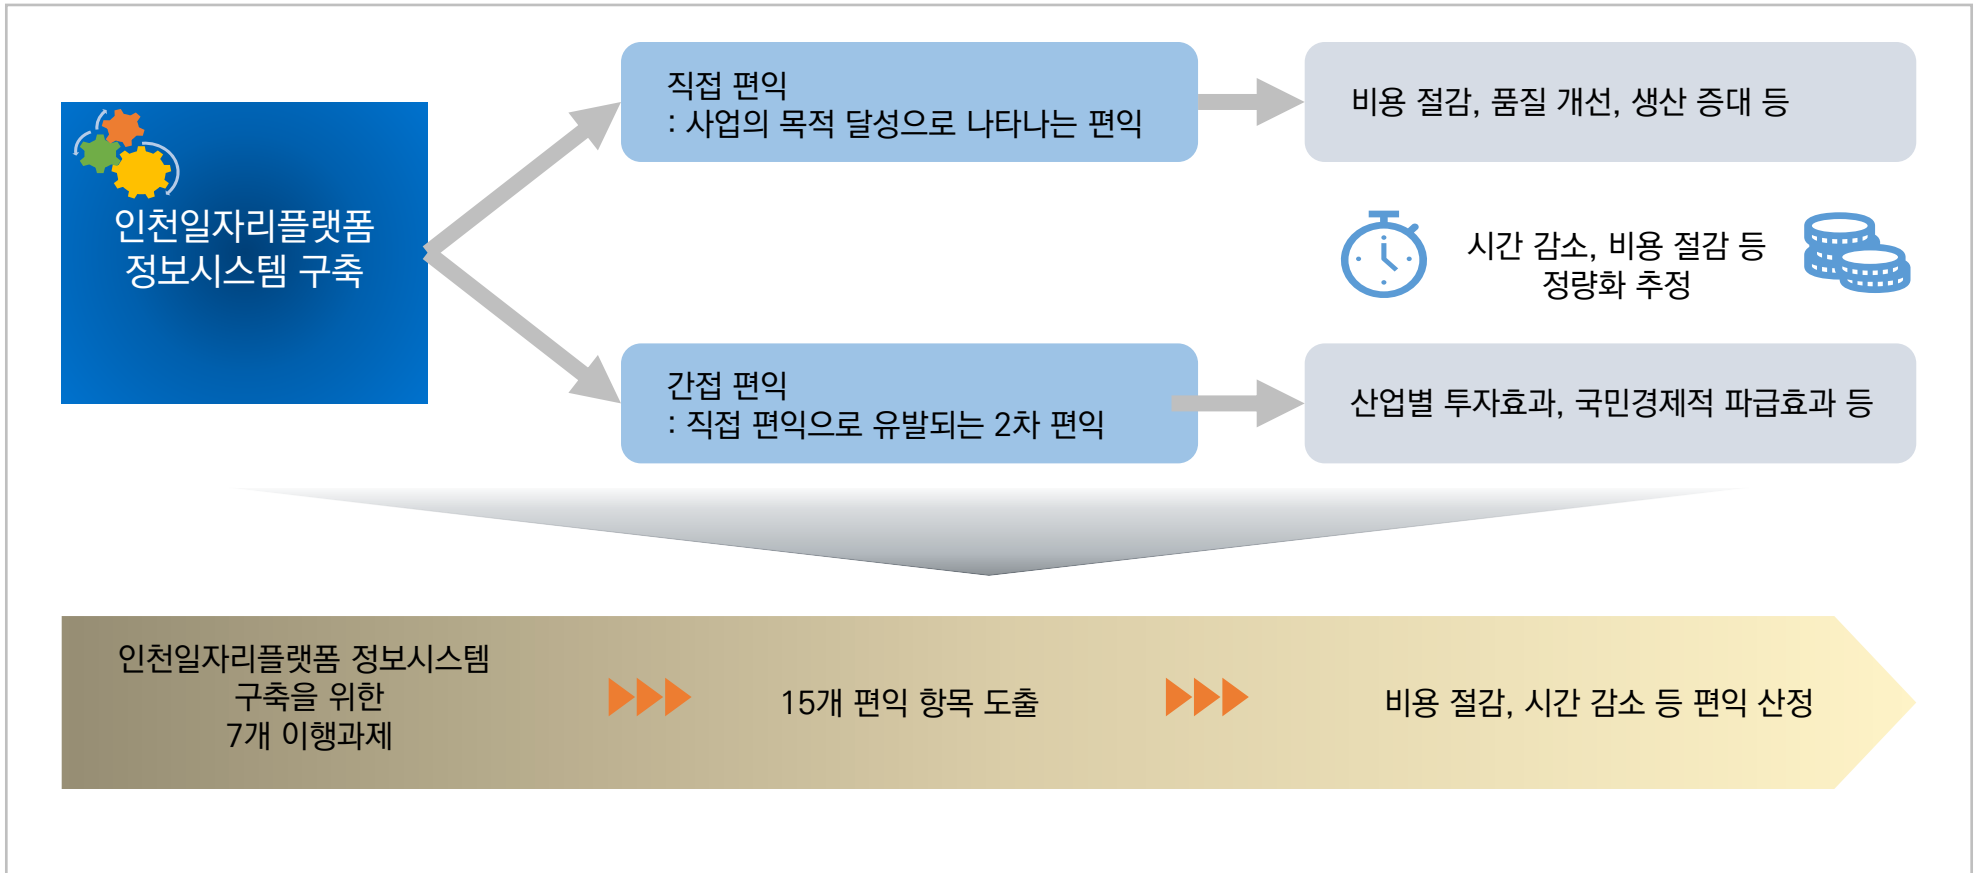 인천일자리플랫폼
정보시스템 구축
직접 편익
: 사업의 목적 달성으로 나타나는 편익
비용 절감, 품질 개선, 생산 증대 등
시간 감소, 비용 절감 등
정량화 추정
간접 편익
: 직접 편익으로 유발되는 2차 편익
산업별 투자효과, 국민경제적 파급효과 등
인천일자리플랫폼 정보시스템
구축을 위한
7개 이행과제
15개 편익 항목 도출
비용 절감, 시간 감소 등 편익 산정